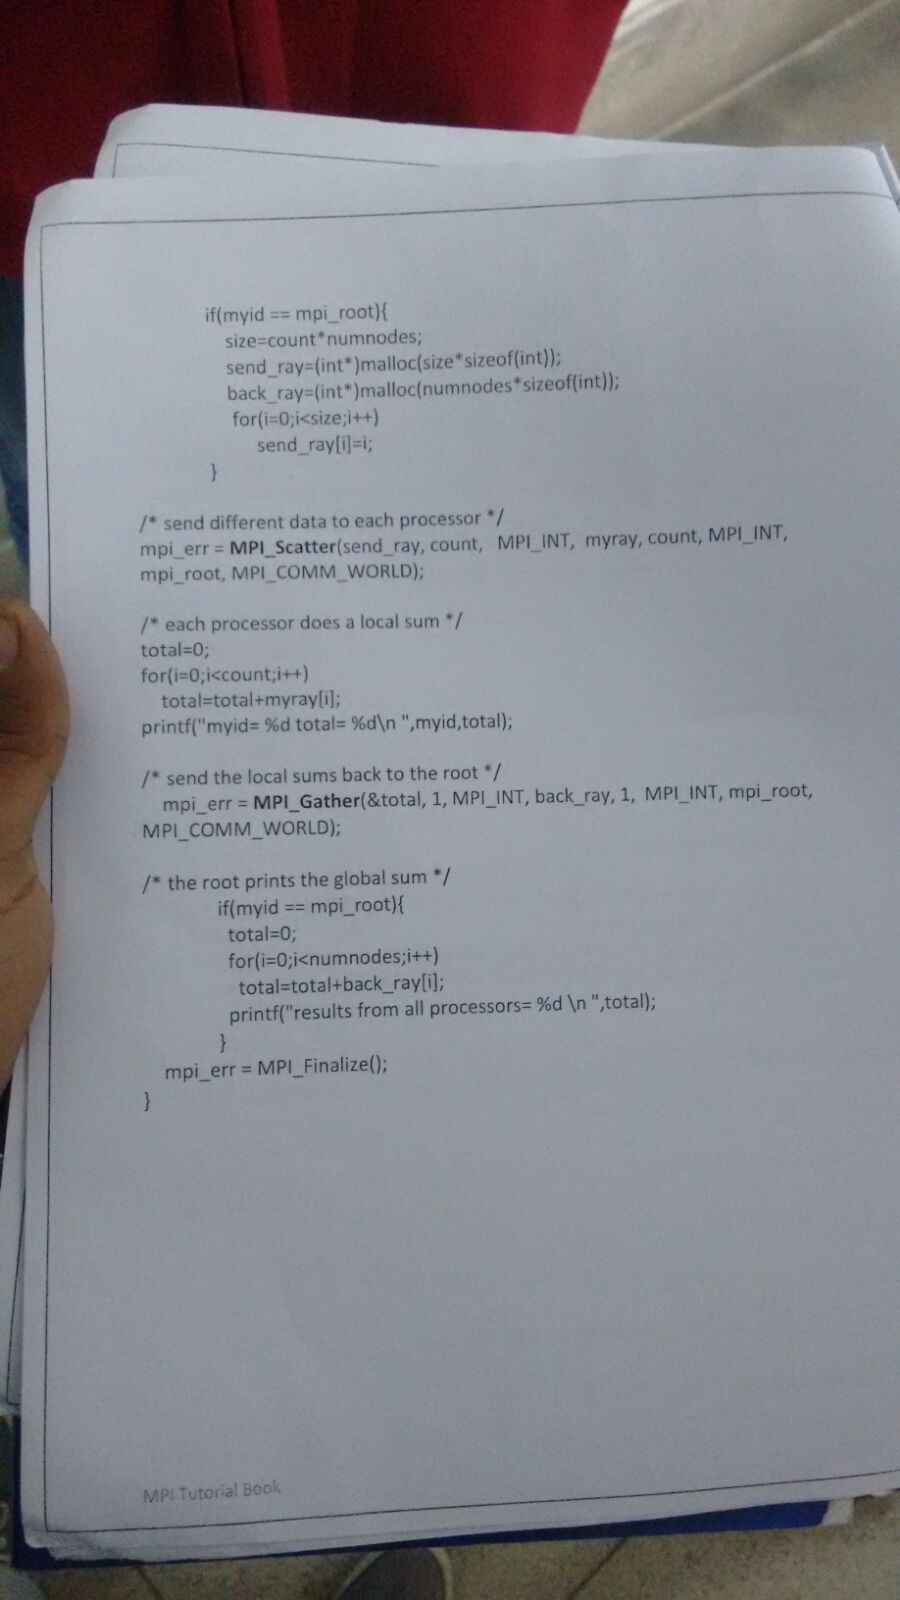 if(myid == mpi_root){
size=count*numnodes;
send_ray=(int*)malloc(size*sizeof(int));
back_ray=(int*)malloc(numnodes*sizeof(int));
for(i=0;i<size;i++)
send_ray[i]=i;
}
/* send different data to each processor */
mpi_err = MPI_Scatter(send_ray, count, MPI_INT, myray, count, MPI_INT,
mpi_root, MPI_COMM_WORLD);
/* each processor does a local sum */
total=0;
for(i=0;i<count;i++)
total=total+myray[i];
printf("myid= %d total= %d\n ",myid,total);
/* send the local sums back to the root */
mpi_err = MPI_Gather(&total, 1, MPI_INT, back_ray, 1, MPI_INT, mpi_root,
MPI_COMM_WORLD);
/* the root prints the global sum */
if(myid == mpi_root){
total=0;
for(i=0;i<numnodes;i++)
total=total+back_ray[i];
printf("results from all processors= %d \n ",total);
}
mpi_err = MPI_Finalize();
}
MPI Tutorial Book